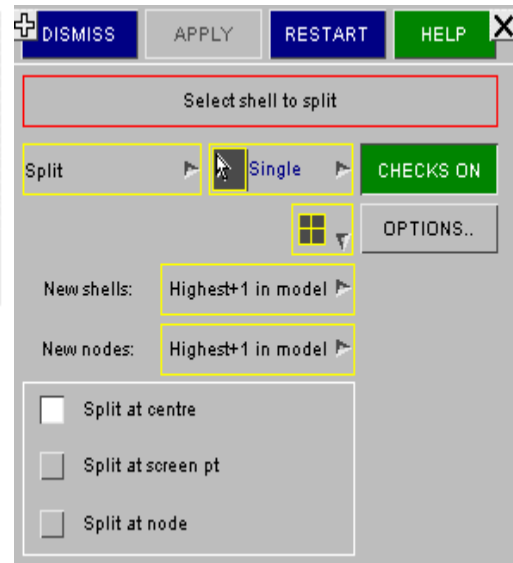 DISMISS APPLY RESTART HELP X
Select shell to split
Split Single CHECKS ON
OPTIONS..
New shells: Highest+1 in model
New nodes: Highest+1 in model
Split at centre
Split at screen pt
Split at node